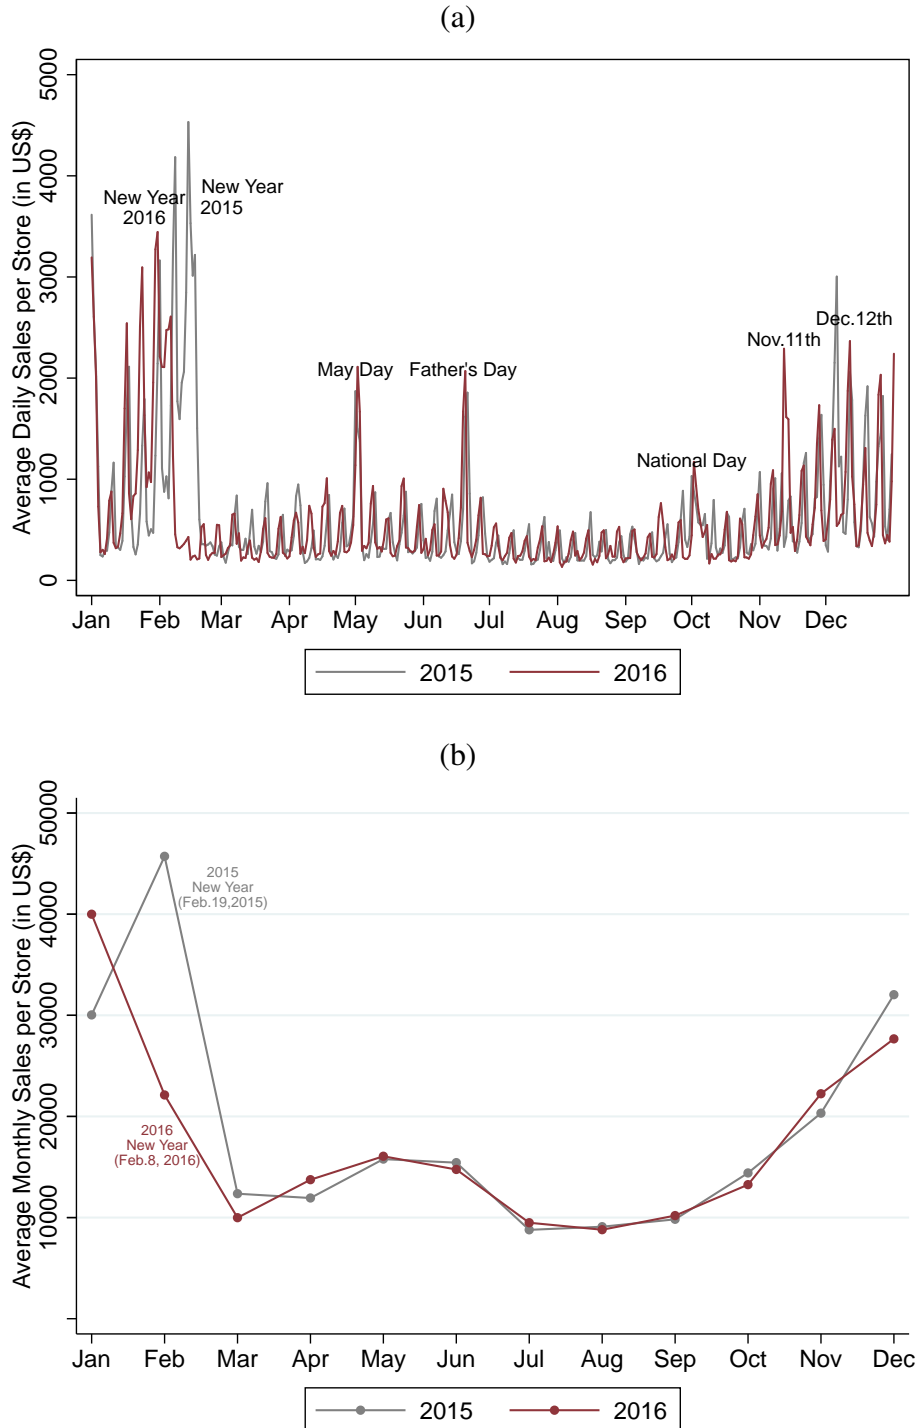 (a)
Average Daily Sales per Store (in US$)
5000
4000
3000
2000
1000
0
New Year
2016
New Year
2015
May Day
Father's Day
National Day
Nov.11th
Dec.12th
Jan Feb Mar Apr May Jun Jul Aug Sep Oct Nov Dec
2015 2016
(b)
Average Monthly Sales per Store (in US$)
50000
40000
30000
20000
10000
2015
New Year
(Feb.19,2015)
2016
New Year
(Feb.8, 2016)
Jan Feb Mar Apr May Jun Jul Aug Sep Oct Nov Dec
2015 2016